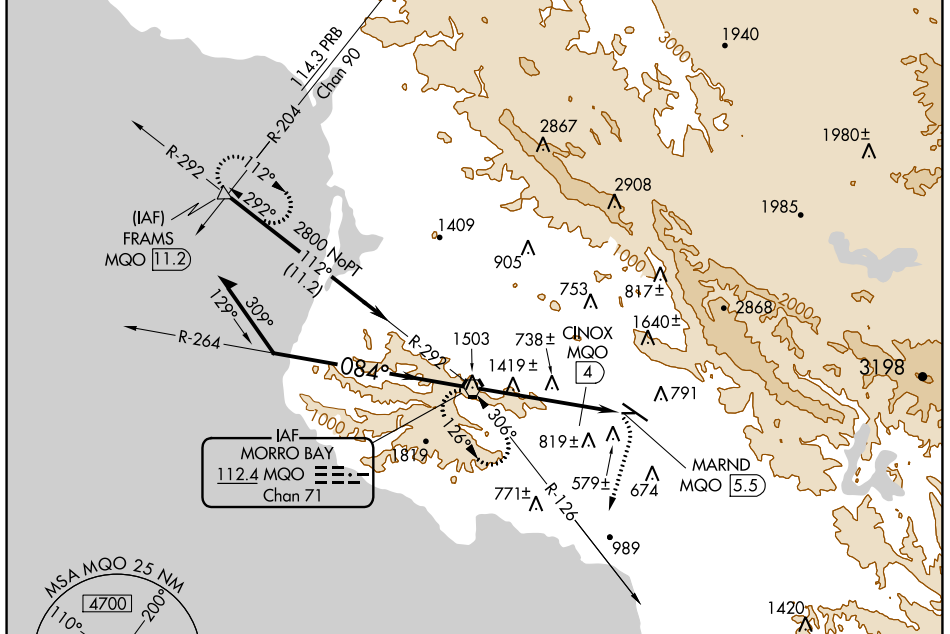 1940
3000
114.3 PRB
Chan 90
R-204
2867
1980±
R-292
112°
2908
292°
1985
(IAF)
FRAMS
MQO 11.2
2800 NoPT
112°
(11.2)
1409
905
1000
817±
753
2000
2868
309°
129°
R-264
R-292
1503
738±
CINOX
MQO
4
1640±
084°
1419±
3198
791
1000
306°
126°
1819
819±
IAF
MORRO BAY
112.4 MQO
Chan 71
579±
674
MARND
MQO 5.5
771±
R-126
989
MSA MQO 25 NM
4700
110°
200°
1420